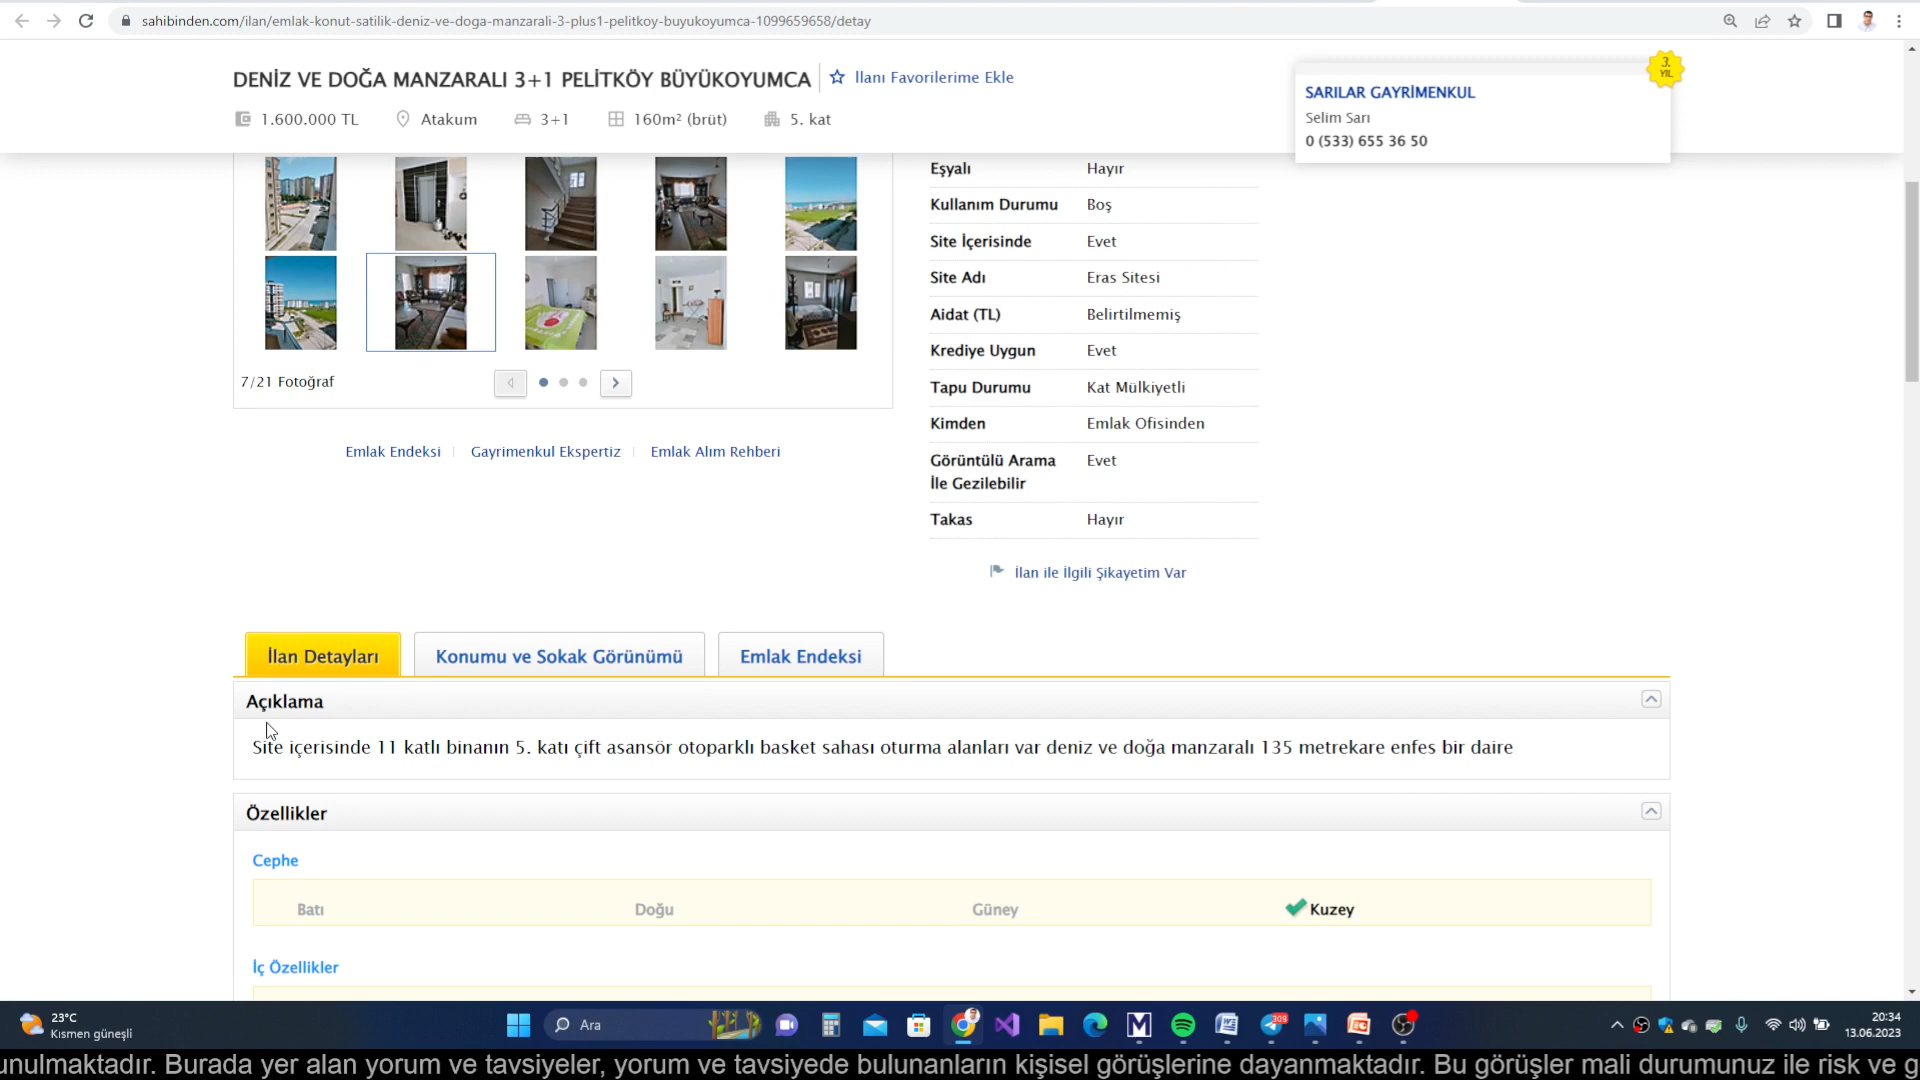 sahibinden.com/ilan/emlak-konut-satilik-deniz-ve-doga-manzarali-3-plus1-pelitkoy-buyukoyumca-1099659658/detay
DENİZ VE DOĞA MANZARALI 3+1 PELİTKÖY BÜYÜKOYUMCA
İlanı Favorilerime Ekle
1.600.000 TL
Atakum
3+1
160m² (brüt)
5. kat
3. YIL
SARILAR GAYRİMENKUL
Selim Sarı
0 (533) 655 36 50
7/21 Fotoğraf
Emlak Endeksi
Gayrimenkul Ekspertiz
Emlak Alım Rehberi
Eşyalı Hayır
Kullanım Durumu Boş
Site İçerisinde Evet
Site Adı Eras Sitesi
Aidat (TL) Belirtilmemiş
Krediye Uygun Evet
Tapu Durumu Kat Mülkiyetli
Kimden Emlak Ofisinden
Görüntülü Arama Evet
İle Gezilebilir
Takas Hayır
İlan ile İlgili Şikayetim Var
İlan Detayları
Konumu ve Sokak Görünümü
Emlak Endeksi
Açıklama
Site içerisinde 11 katlı binanın 5. katı çift asansör otoparklı basket sahası oturma alanları var deniz ve doğa manzaralı 135 metrekare enfes bir daire
Özellikler
Cephe
Batı
Doğu
Güney
Kuzey
İç Özellikler
23°C
Kısmen güneşli
Ara
309
20:34
13.06.2023
unulmaktadır. Burada yer alan yorum ve tavsiyeler, yorum ve tavsiyede bulunanların kişisel görüşlerine dayanmaktadır. Bu görüşler mali durumunuz ile risk ve g